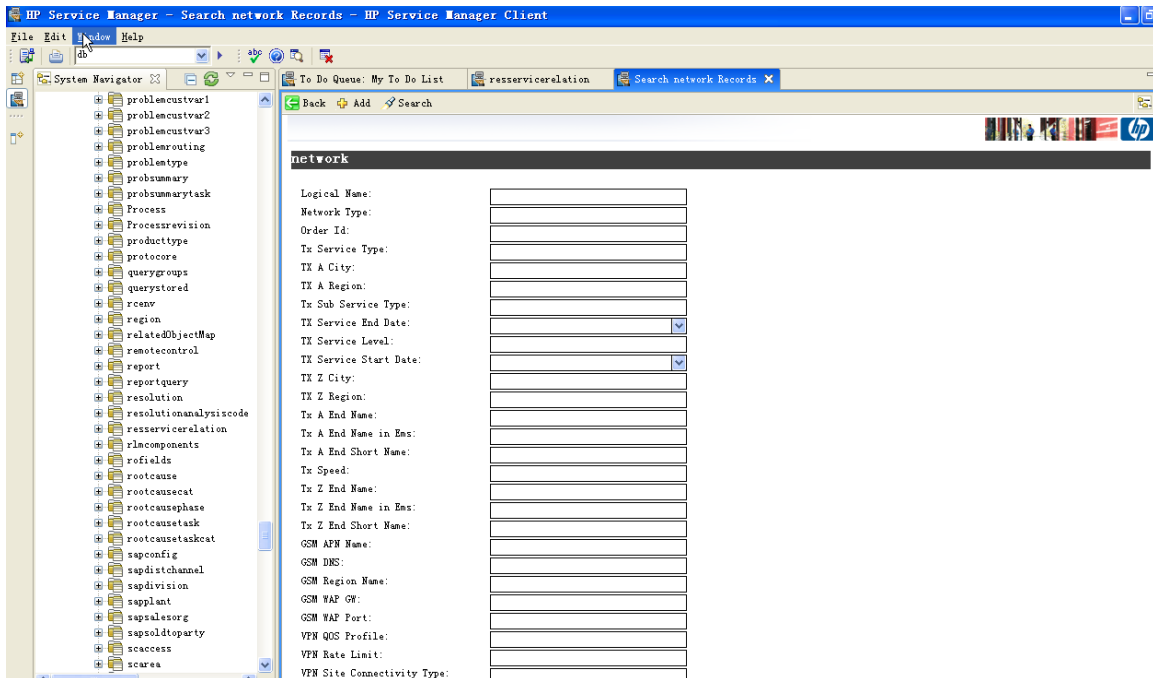 HP Service Manager - Search network Records - HP Service Manager Client
File Edit Window Help
db
abc
System Navigator
To Do Queue: My To Do List
resservicerelation
Search network Records
problemcustvar1
problemcustvar2
problemcustvar3
problemrouting
problemtype
probsummary
probsummarytask
Process
Processrevision
producttype
protocore
querygroups
querystored
rcenv
region
relatedObjectMap
remotecontrol
report
reportquery
resolution
resolutionanalysiscode
resservicerelation
rlmcomponents
rofields
rootcause
rootcausecat
rootcausephase
rootcausetask
rootcausetaskcat
sapconfig
sapdistchannel
sapdivision
sapplant
sapsalesorg
sapsoldtoparty
scaccess
scarea
Back Add Search
hp
network
Logical Name:
Network Type:
Order Id:
Tx Service Type:
TX A City:
TX A Region:
Tx Sub Service Type:
TX Service End Date:
TX Service Level:
TX Service Start Date:
TX Z City:
TX Z Region:
Tx A End Name:
Tx A End Name in Ems:
Tx A End Short Name:
Tx Speed:
Tx Z End Name:
Tx Z End Name in Ems:
Tx Z End Short Name:
GSM APN Name:
GSM DNS:
GSM Region Name:
GSM WAP GW:
GSM WAP Port:
VPN QOS Profile:
VPN Rate Limit:
VPN Site Connectivity Type: